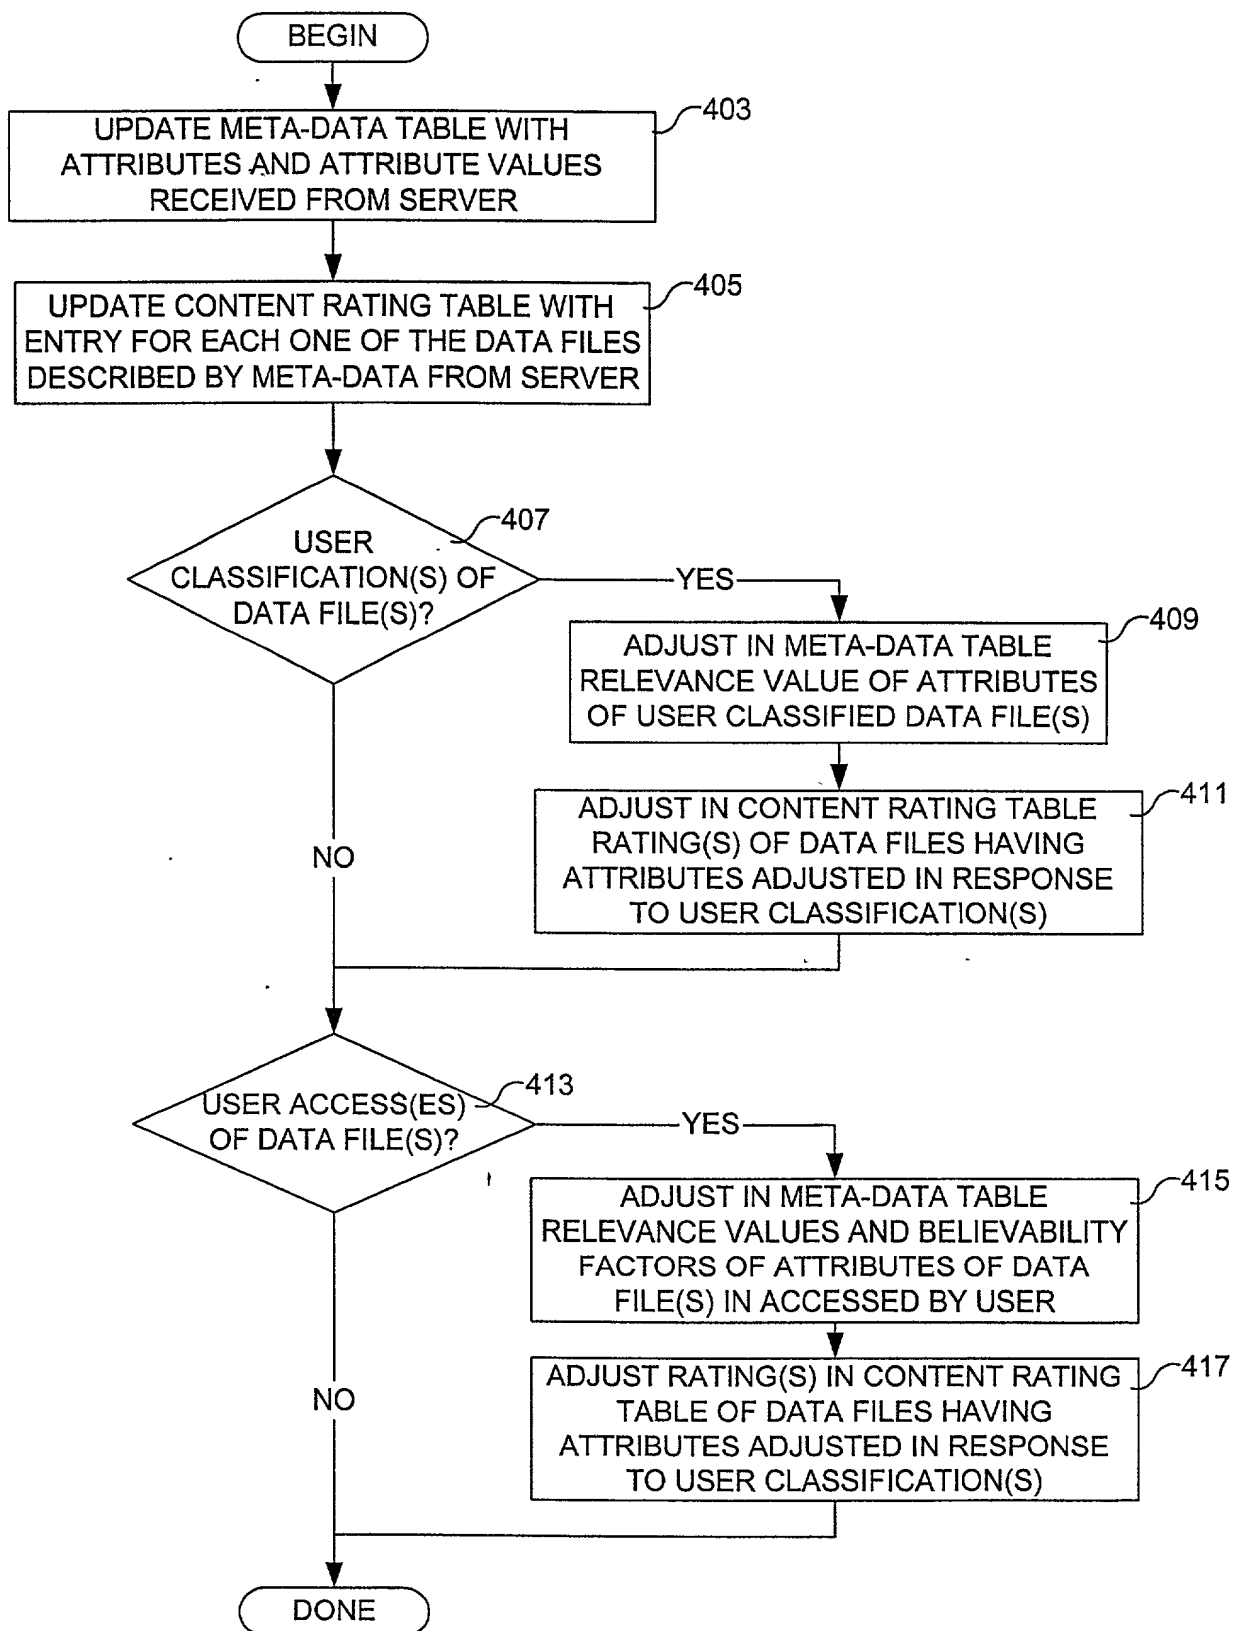 BEGIN
403
UPDATE META-DATA TABLE WITH
ATTRIBUTES AND ATTRIBUTE VALUES
RECEIVED FROM SERVER
405
UPDATE CONTENT RATING TABLE WITH
ENTRY FOR EACH ONE OF THE DATA FILES
DESCRIBED BY META-DATA FROM SERVER
407
USER
CLASSIFICATION(S) OF
DATA FILE(S)?
YES
409
ADJUST IN META-DATA TABLE
RELEVANCE VALUE OF ATTRIBUTES
OF USER CLASSIFIED DATA FILE(S)
411
ADJUST IN CONTENT RATING TABLE
RATING(S) OF DATA FILES HAVING
ATTRIBUTES ADJUSTED IN RESPONSE
TO USER CLASSIFICATION(S)
NO
413
USER ACCESS(ES)
OF DATA FILE(S)?
YES
415
ADJUST IN META-DATA TABLE
RELEVANCE VALUES AND BELIEVABILITY
FACTORS OF ATTRIBUTES OF DATA
FILE(S) IN ACCESSED BY USER
417
ADJUST RATING(S) IN CONTENT RATING
TABLE OF DATA FILES HAVING
ATTRIBUTES ADJUSTED IN RESPONSE
TO USER CLASSIFICATION(S)
NO
DONE